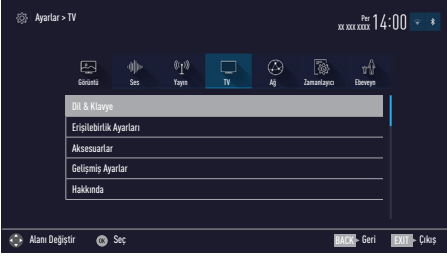 Ayarlar > TV
Per
xx xxx xxxx 14:00
Görüntü Ses Yayın TV Ağ Zamanlayıcı Ebeveyn
Dil & Klavye
Erişilebilirlik Ayarları
Aksesuarlar
Gelişmiş Ayarlar
Hakkında
Alanı Değiştir OK Seç BACK Geri EXIT Çıkış